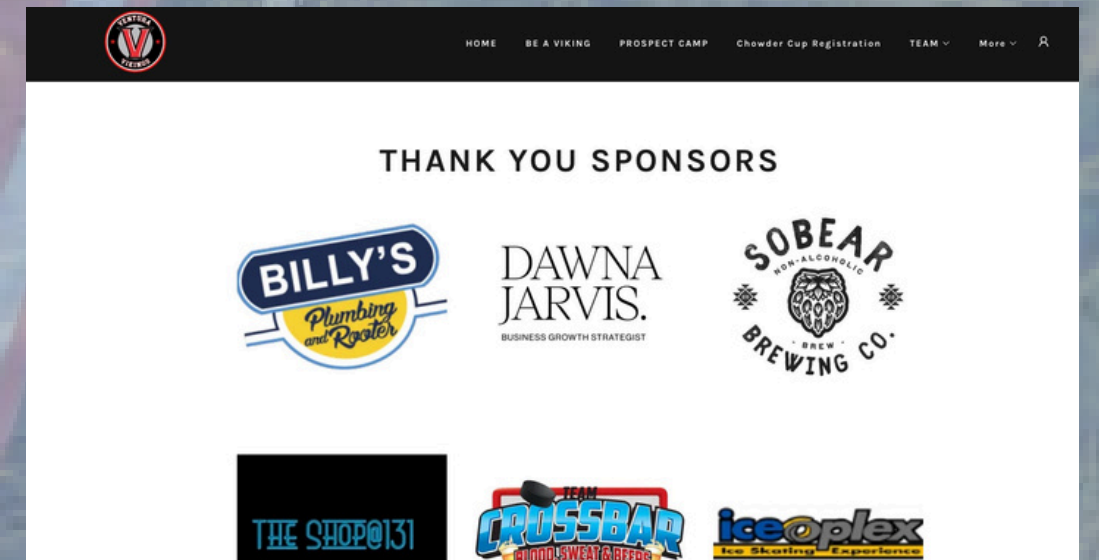 VENTURA
V
VIKINGS
HOME BE A VIKING PROSPECT CAMP Chowder Cup Registration TEAM More
THANK YOU SPONSORS
BILLY'S
Plumbing
and Rooter
DAWNA
JARVIS.
BUSINESS GROWTH STRATEGIST
SOBEAR
NON-ALCOHOLIC
- BREW -
BREWING CO.
THE SHOP@131
TEAM
CROSSBAR
BLOOD, SWEAT & BEERS
iceoplex
Ice Skating Experience